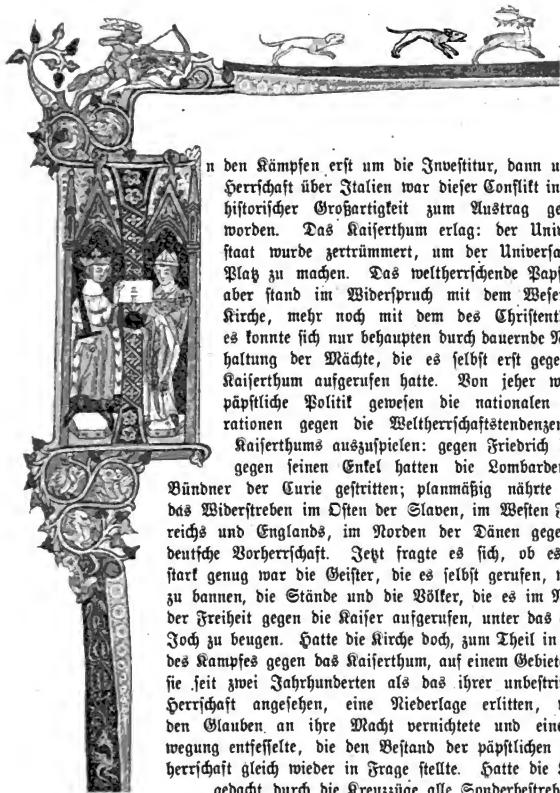 n den Kämpfen erst um die Investitur, dann u
Herrschaft über Italien war dieser Conflikt in
historischer Großartigkeit zum Austrag ge
worden. Das Kaiserthum erlag: der Univ
staat wurde zertrümmert, um der Universa
Platz zu machen. Das weltherrschende Papf
aber stand im Widerspruch mit dem Wese
Kirche, mehr noch mit dem des Christent
es konnte sich nur behaupten durch dauernde N
haltung der Mächte, die es selbst erst gege
Kaiserthum aufgerufen hatte. Von jeher w
päpstliche Politik gewesen die nationalen
rationen gegen die Weltherrschaftstendenze
Kaiserthums auszuspielen: gegen Friedrich
gegen seinen Enkel hatten die Lombarde
Bündner der Curie gestritten; planmäßig nährte
das Widerstreben im Osten der Slaven, im Westen F
reichs und Englands, im Norden der Dänen gege
deutsche Vorherrschaft. Jetzt fragte es sich, ob es
stark genug war die Geister, die es selbst gerufen,
zu bannen, die Stände und die Völker, die es im N
der Freiheit gegen die Kaiser aufgerufen, unter das
Joch zu beugen. Hatte die Kirche doch, zum Theil in
des Kampfes gegen das Kaiserthum, auf einem Gebiet
sie seit zwei Jahrhunderten als das ihrer unbestri
Herrschaft angesehen, eine Niederlage erlitten,
den Glauben an ihre Macht vernichtete und eine
wegung entfesselte, die den Bestand der päpstlichen
herrschaft gleich wieder in Frage stellte. Hatte die
gedacht durch die Kreuzzüge alle Sonderbestre